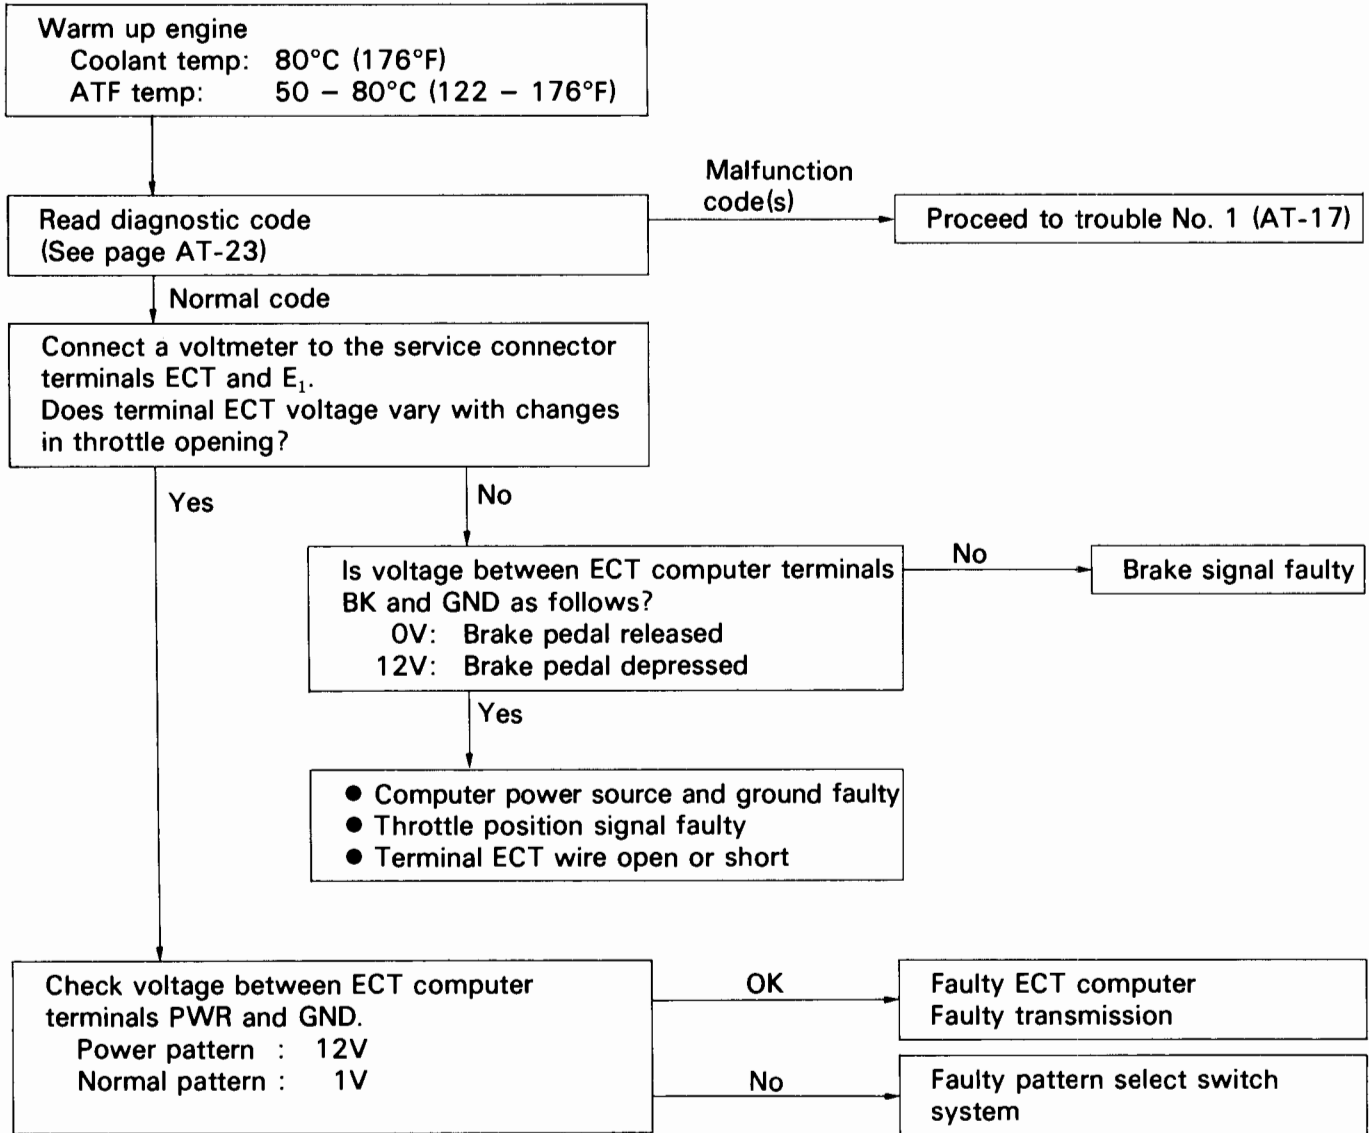 Warm up engine
Coolant temp: 80°C (176°F)
ATF temp: 50 – 80°C (122 – 176°F)
Malfunction
code(s)
Read diagnostic code
(See page AT-23)
Proceed to trouble No. 1 (AT-17)
Normal code
Connect a voltmeter to the service connector
terminals ECT and E₁.
Does terminal ECT voltage vary with changes
in throttle opening?
Yes
No
Is voltage between ECT computer terminals
BK and GND as follows?
0V: Brake pedal released
12V: Brake pedal depressed
No
Brake signal faulty
Yes
● Computer power source and ground faulty
● Throttle position signal faulty
● Terminal ECT wire open or short
Check voltage between ECT computer
terminals PWR and GND.
Power pattern : 12V
Normal pattern : 1V
OK
Faulty ECT computer
Faulty transmission
No
Faulty pattern select switch
system